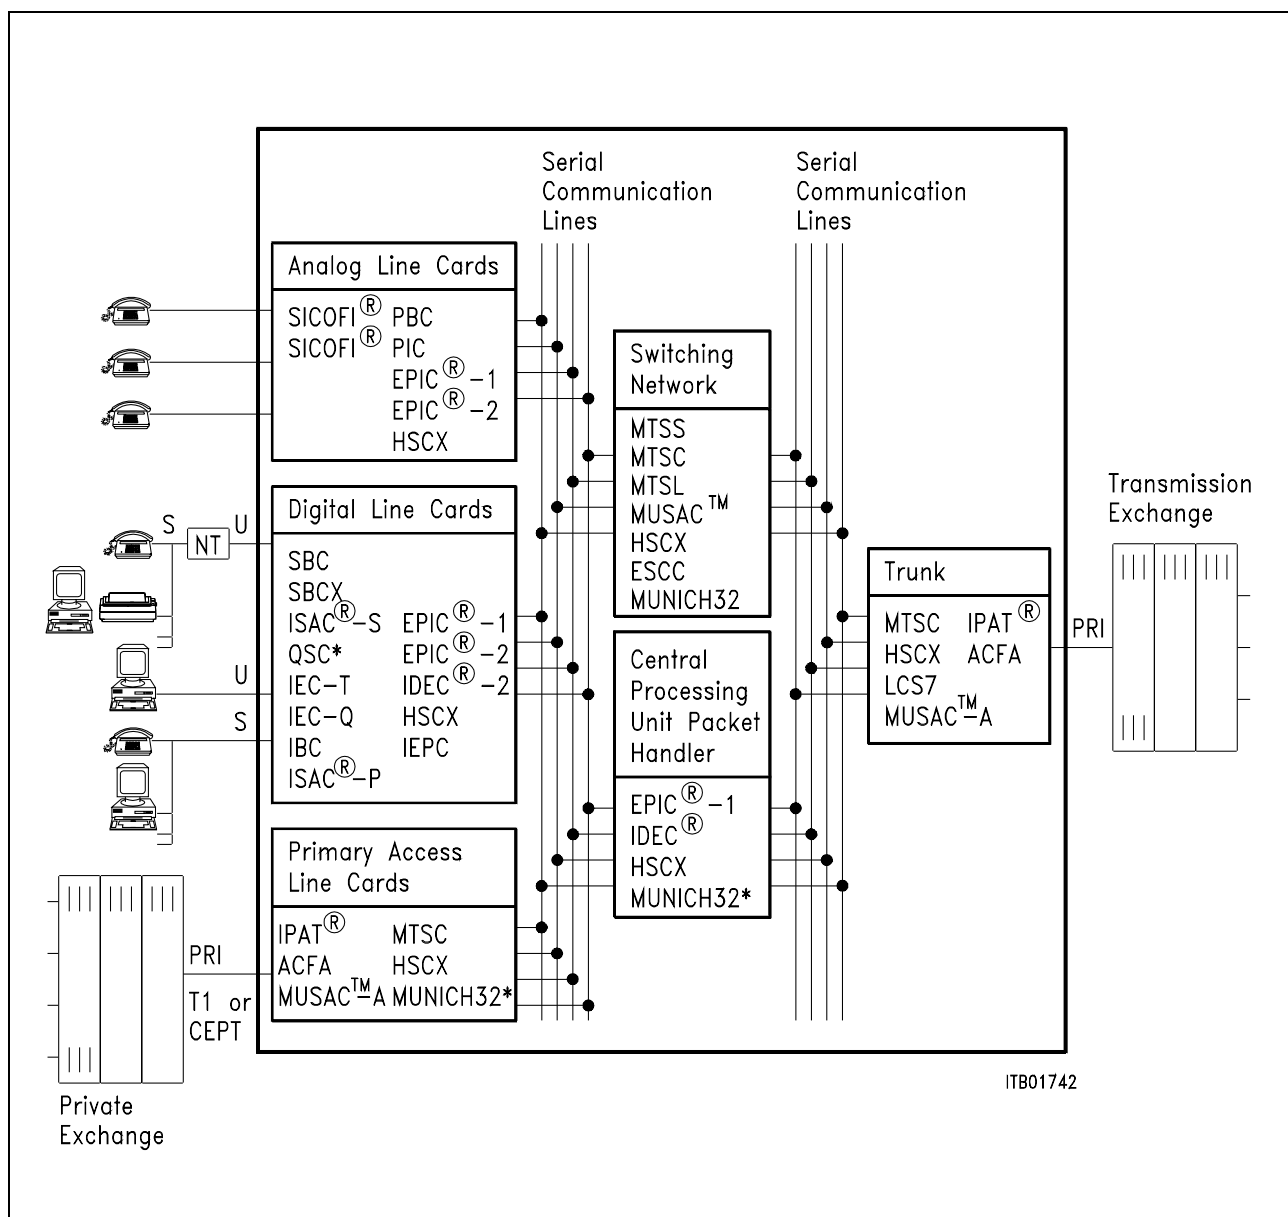 Serial
Communication
Lines
Serial
Communication
Lines
Analog Line Cards
SICOFI® PBC
SICOFI® PIC
EPIC®-1
EPIC®-2
HSCX
Switching
Network
MTSS
MTSC
MTSL
MUSAC™
HSCX
ESCC
MUNICH32
Digital Line Cards
SBC
SBCX
ISAC®-S EPIC®-1
QSC* EPIC®-2
IEC-T IDEC®-2
IEC-Q HSCX
IBC IEPC
ISAC®-P
S
NT
U
U
S
Central
Processing
Unit Packet
Handler
EPIC®-1
IDEC®
HSCX
MUNICH32*
Trunk
MTSC IPAT®
HSCX ACFA
LCS7
MUSAC™-A
PRI
Transmission
Exchange
Primary Access
Line Cards
IPAT® MTSC
ACFA HSCX
MUSAC™-A MUNICH32*
PRI
T1 or
CEPT
Private
Exchange
ITB01742